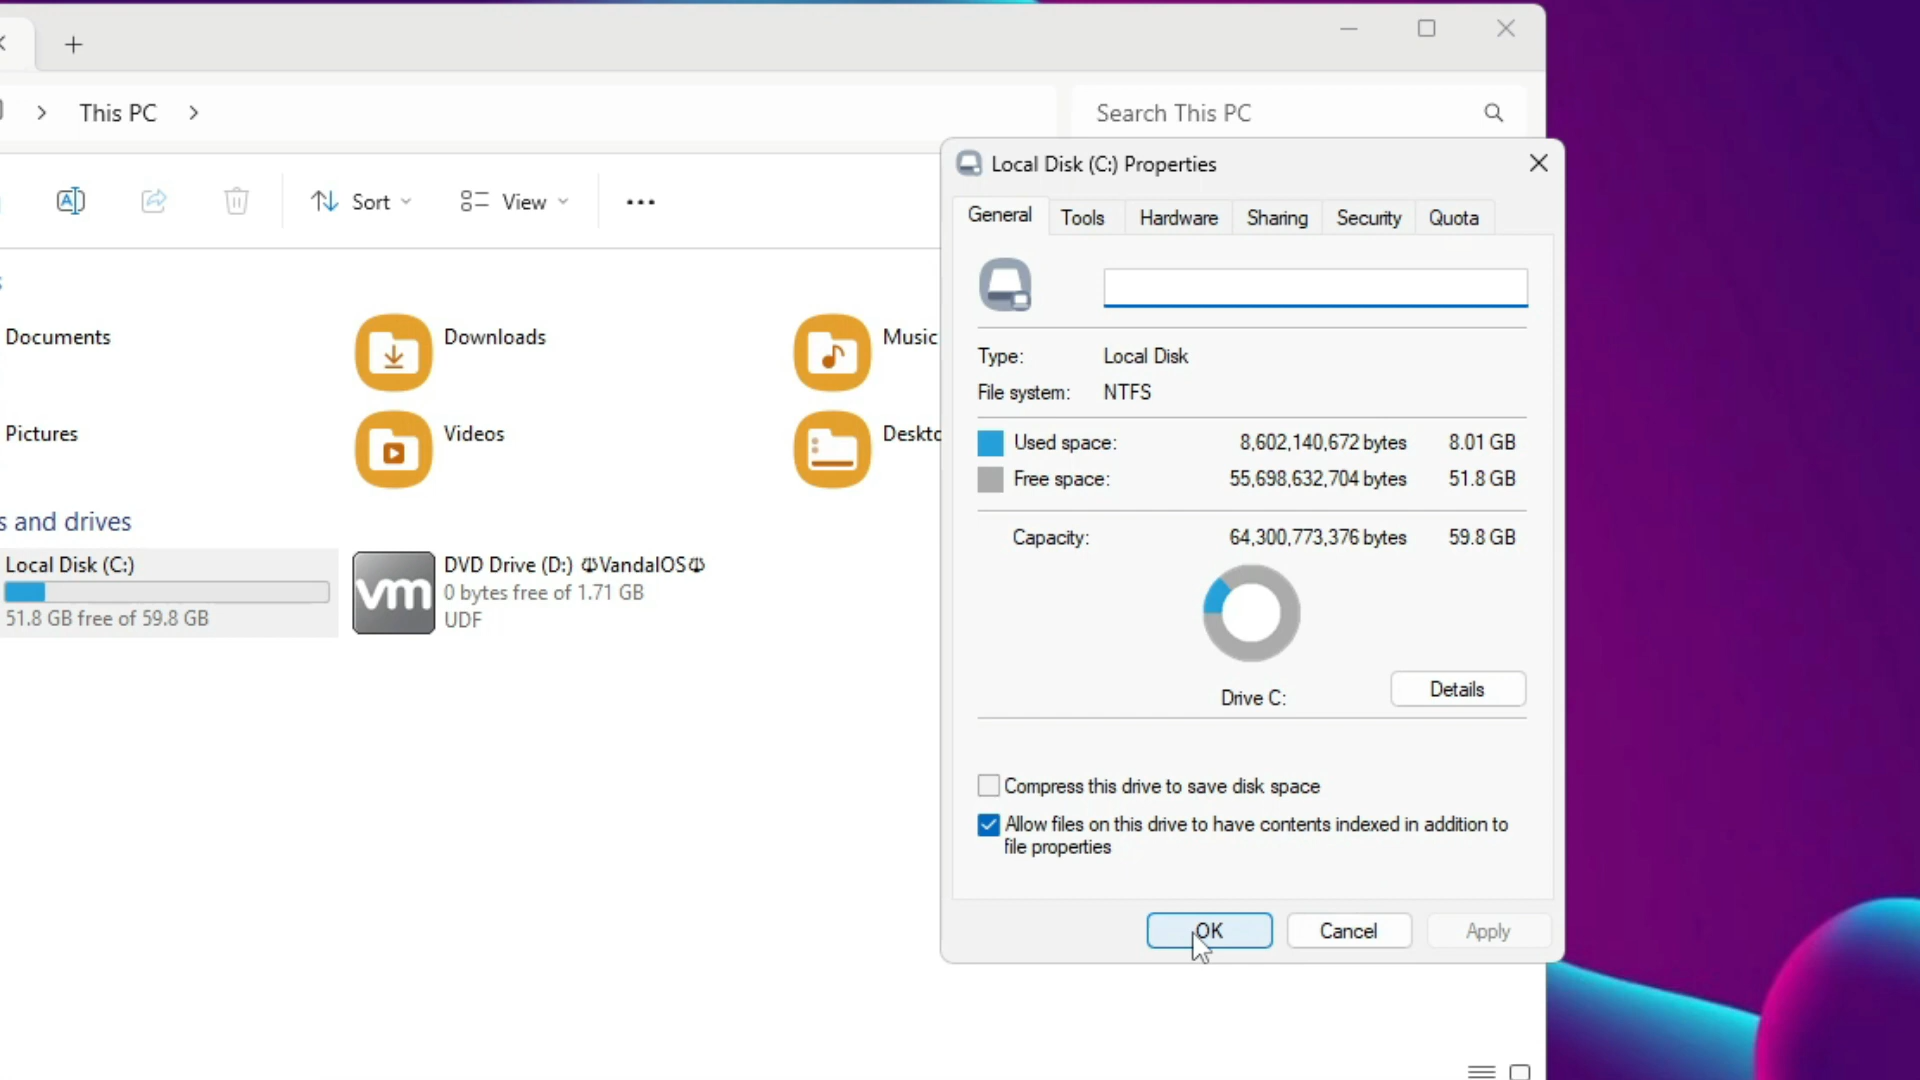 This PC
Search This PC
Sort
View
Local Disk (C:) Properties
General Tools Hardware Sharing Security Quota
Documents
Downloads
Music
Pictures
Videos
Deskto
s and drives
Local Disk (C:)
51.8 GB free of 59.8 GB
vm
DVD Drive (D:) ⏁VandalOS⏁
0 bytes free of 1.71 GB
UDF
Type: Local Disk
File system: NTFS
Used space: 8,602,140,672 bytes 8.01 GB
Free space: 55,698,632,704 bytes 51.8 GB
Capacity: 64,300,773,376 bytes 59.8 GB
Drive C:
Details
Compress this drive to save disk space
Allow files on this drive to have contents indexed in addition to
file properties
OK Cancel Apply